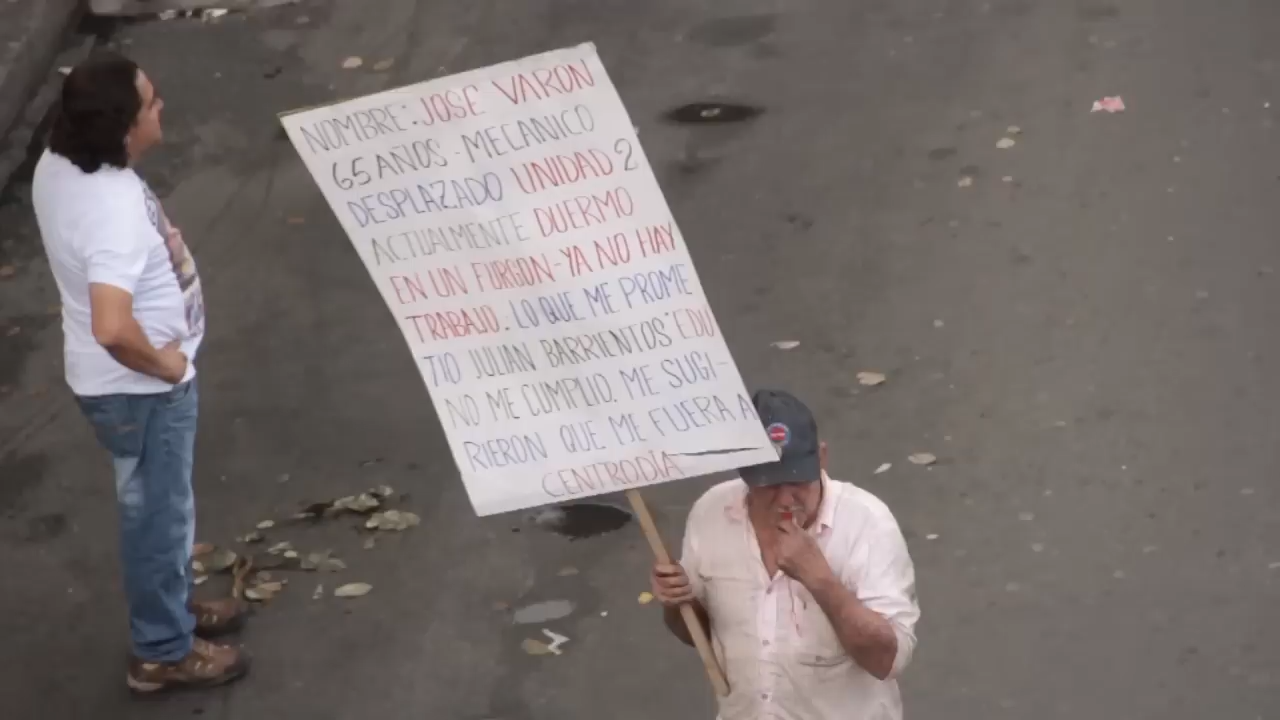 NOMBRE: JOSE VARON
65 AÑOS - MECANICO
DESPLAZADO UNIDAD 2
ACTUALMENTE DUERMO
EN UN FURGON - YA NO HAY
TRABAJO. LO QUE ME PROME
TIO JULIAN BARRIENTOS "EDU
NO ME CUMPLIO. ME SUGI-
RIERON QUE ME FUERA A
CENTRODÍA